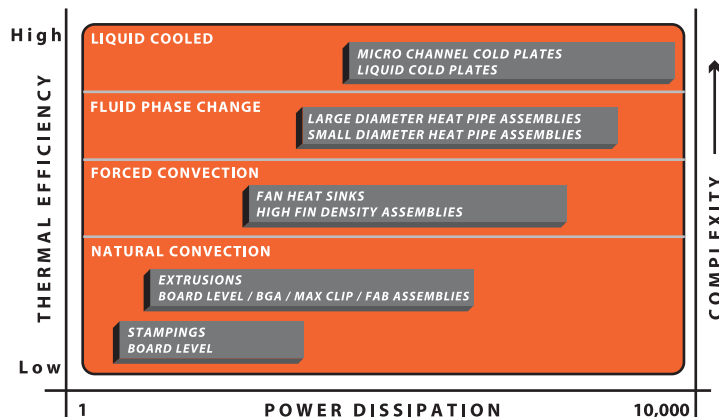 High
LIQUID COOLED
MICRO CHANNEL COLD PLATES
LIQUID COLD PLATES
FLUID PHASE CHANGE
LARGE DIAMETER HEAT PIPE ASSEMBLIES
SMALL DIAMETER HEAT PIPE ASSEMBLIES
FORCED CONVECTION
FAN HEAT SINKS
HIGH FIN DENSITY ASSEMBLIES
NATURAL CONVECTION
EXTRUSIONS
BOARD LEVEL / BGA / MAX CLIP / FAB ASSEMBLIES
STAMPINGS
BOARD LEVEL
Low
THERMAL EFFICIENCY
COMPLEXITY
1 POWER DISSIPATION 10,000